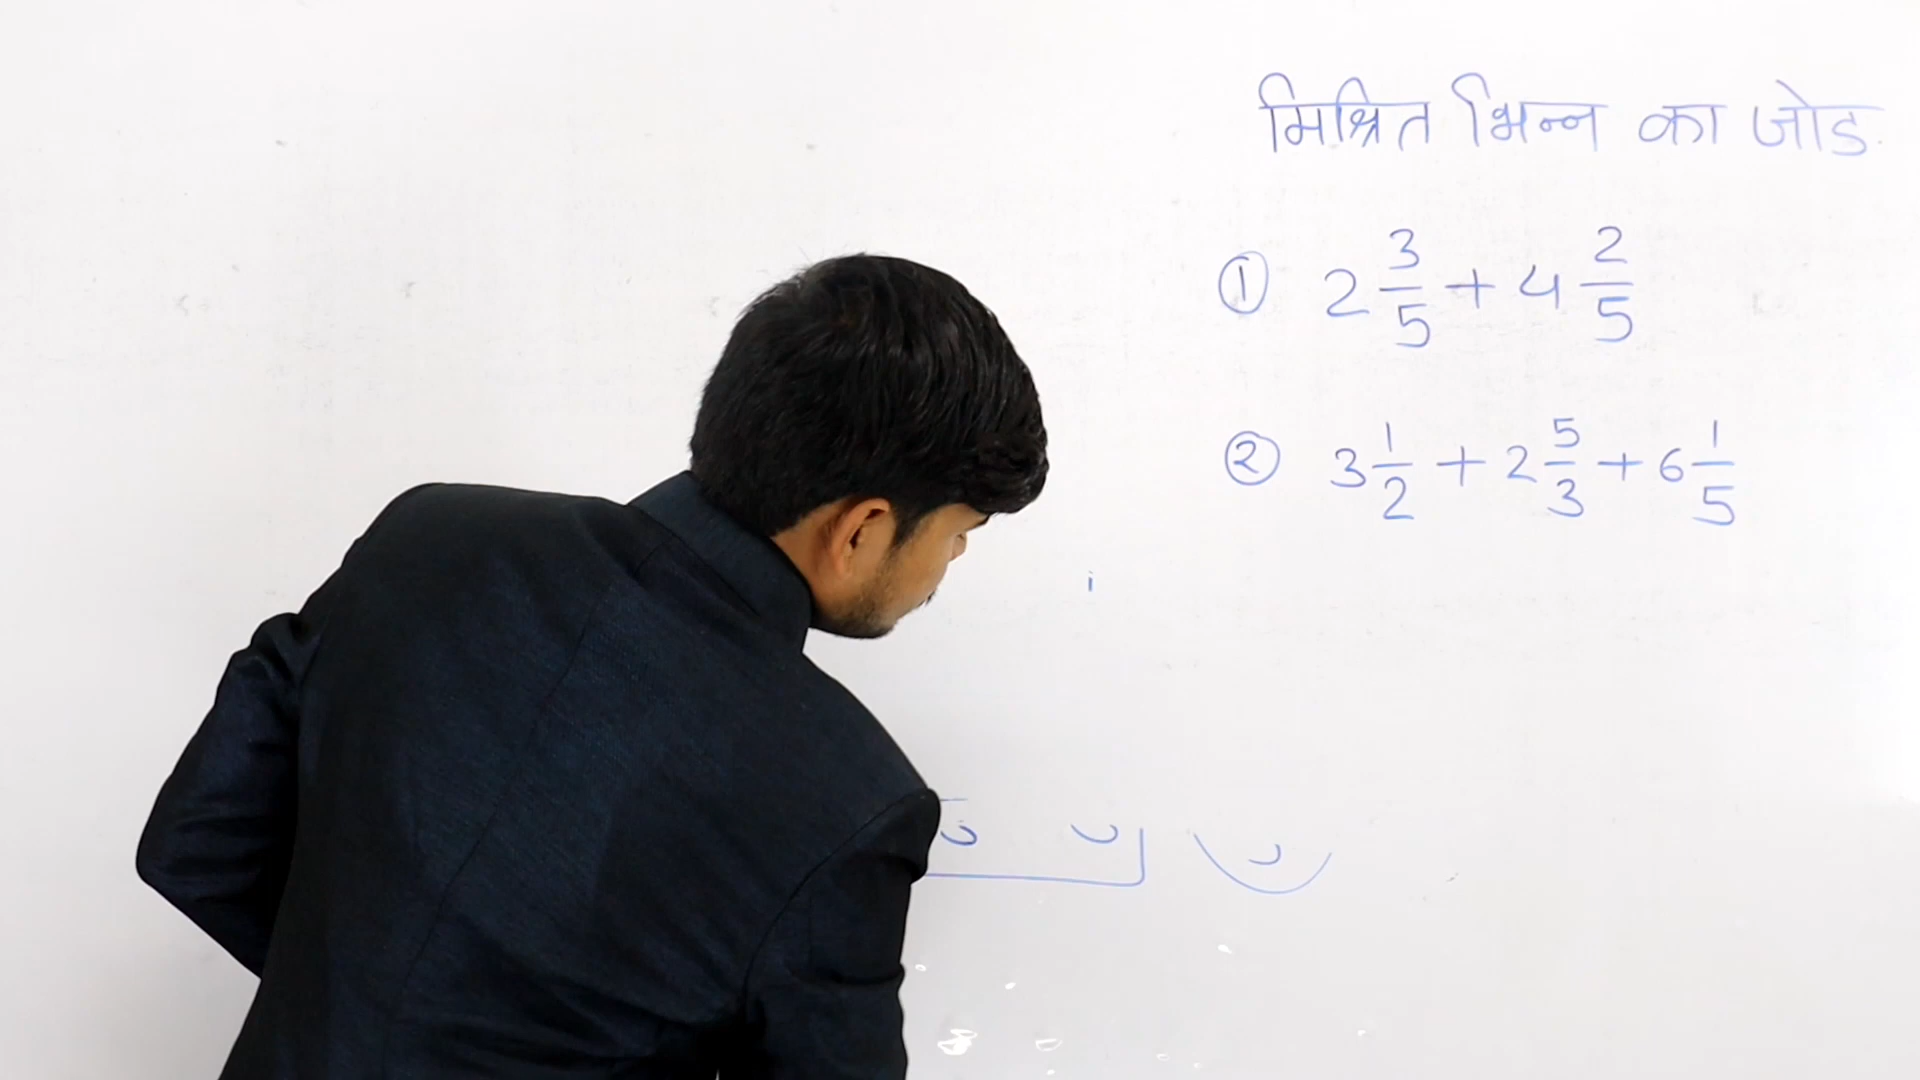 मिश्रित भिन्न का जोड
① 2 3/5 + 4 2/5
② 3 1/2 + 2 5/3 + 6 1/5